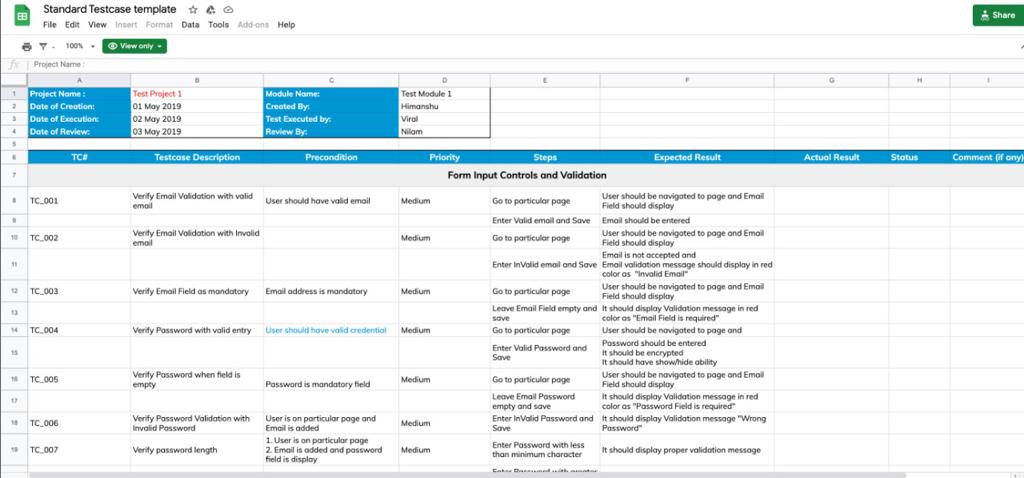 Standard Testcase template
File Edit View Insert Format Data Tools Add-ons Help
Share
100% View only
fx Project Name :
A B C D E F G H I
1 Project Name : Test Project 1 Module Name: Test Module 1
2 Date of Creation: 01 May 2019 Created By: Himanshu
3 Date of Execution: 02 May 2019 Test Executed by: Viral
4 Date of Review: 03 May 2019 Review By: Nilam
5
6 TC# Testcase Description Precondition Priority Steps Expected Result Actual Result Status Comment (if any)
7 Form Input Controls and Validation
8 TC_001 Verify Email Validation with valid
email User should have valid email Medium Go to particular page User should be navigated to page and Email
Field should display
9 Enter Valid email and Save Email should be entered
10 TC_002 Verify Email Validation with Invalid
email Medium Go to particular page User should be navigated to page and Email
Field should display
11 Enter InValid email and Save Email is not accepted and
Email validation message should display in red
color as "Invalid Email"
12 TC_003 Verify Email Field as mandatory Email address is mandatory Medium Go to particular page User should be navigated to page and Email
Field should display
13 Leave Email Field empty and
save It should display Validation message in red
color as "Email Field is required"
14 TC_004 Verify Password with valid entry User should have valid credential Medium Go to particular page User should be navigated to page and
15 Enter Valid Password and
Save Password should be entered
It should be encrypted
It should have show/hide ability
16 TC_005 Verify Password when field is
empty Password is mandatory field Medium Go to particular page User should be navigated to page and Email
Field should display
17 Leave Email Password
empty and save It should display Validation message in red
color as "Password Field is required"
18 TC_006 Verify Password Validation with
Invalid Password User is on particular page and
Email is added Medium Enter InValid Password and
Save It should display Validation message "Wrong
Password"
19 TC_007 Verify password length 1. User is on particular page
2. Email is added and password
field is display Medium Enter Password with less
than minimum character It should display proper validation message
Enter Password with greater